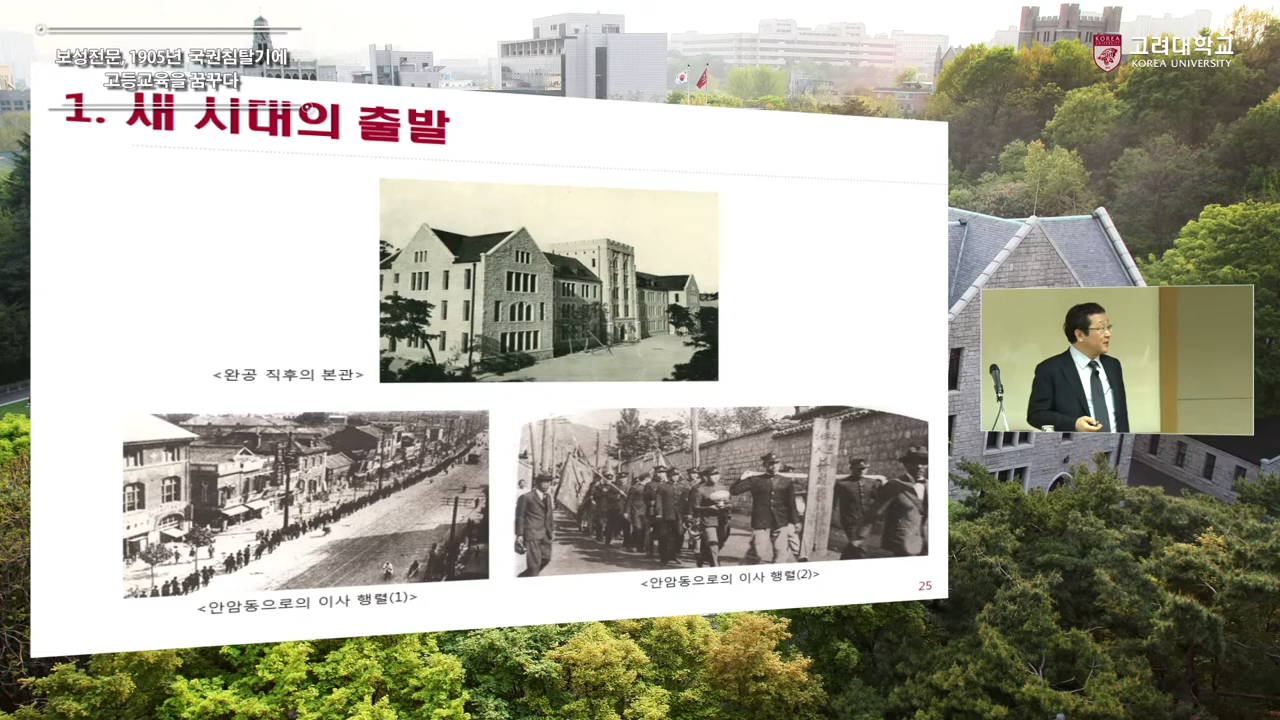 보성전문, 1905년 국권침탈기에
고등교육을 꿈꾸다
KOREA
UNIVERSITY
고려대학교
KOREA UNIVERSITY
1. 새 시대의 출발
<완공 직후의 본관>
<안암동으로의 이사 행렬(1)>
<안암동으로의 이사 행렬(2)>
25